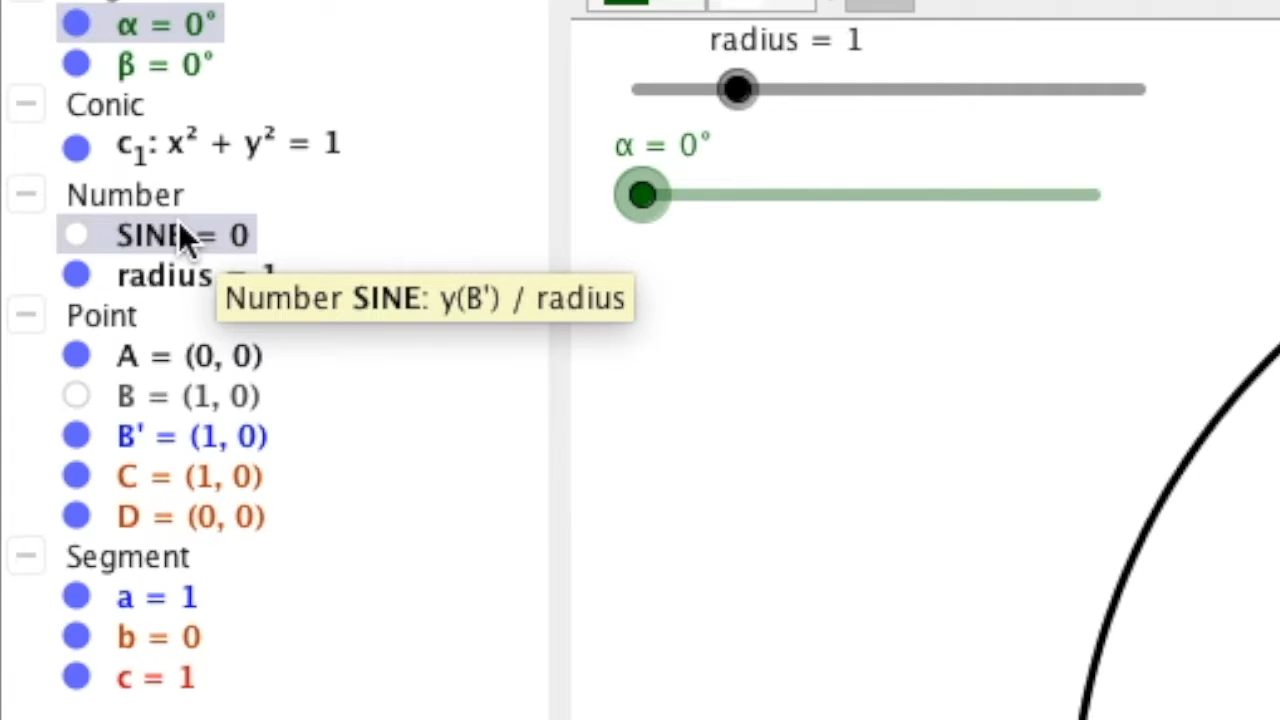 α = 0°
β = 0°
Conic
c₁: x² + y² = 1
Number
SINE = 0
radius = 1
Number SINE: y(B') / radius
Point
A = (0, 0)
B = (1, 0)
B' = (1, 0)
C = (1, 0)
D = (0, 0)
Segment
a = 1
b = 0
c = 1
radius = 1
α = 0°